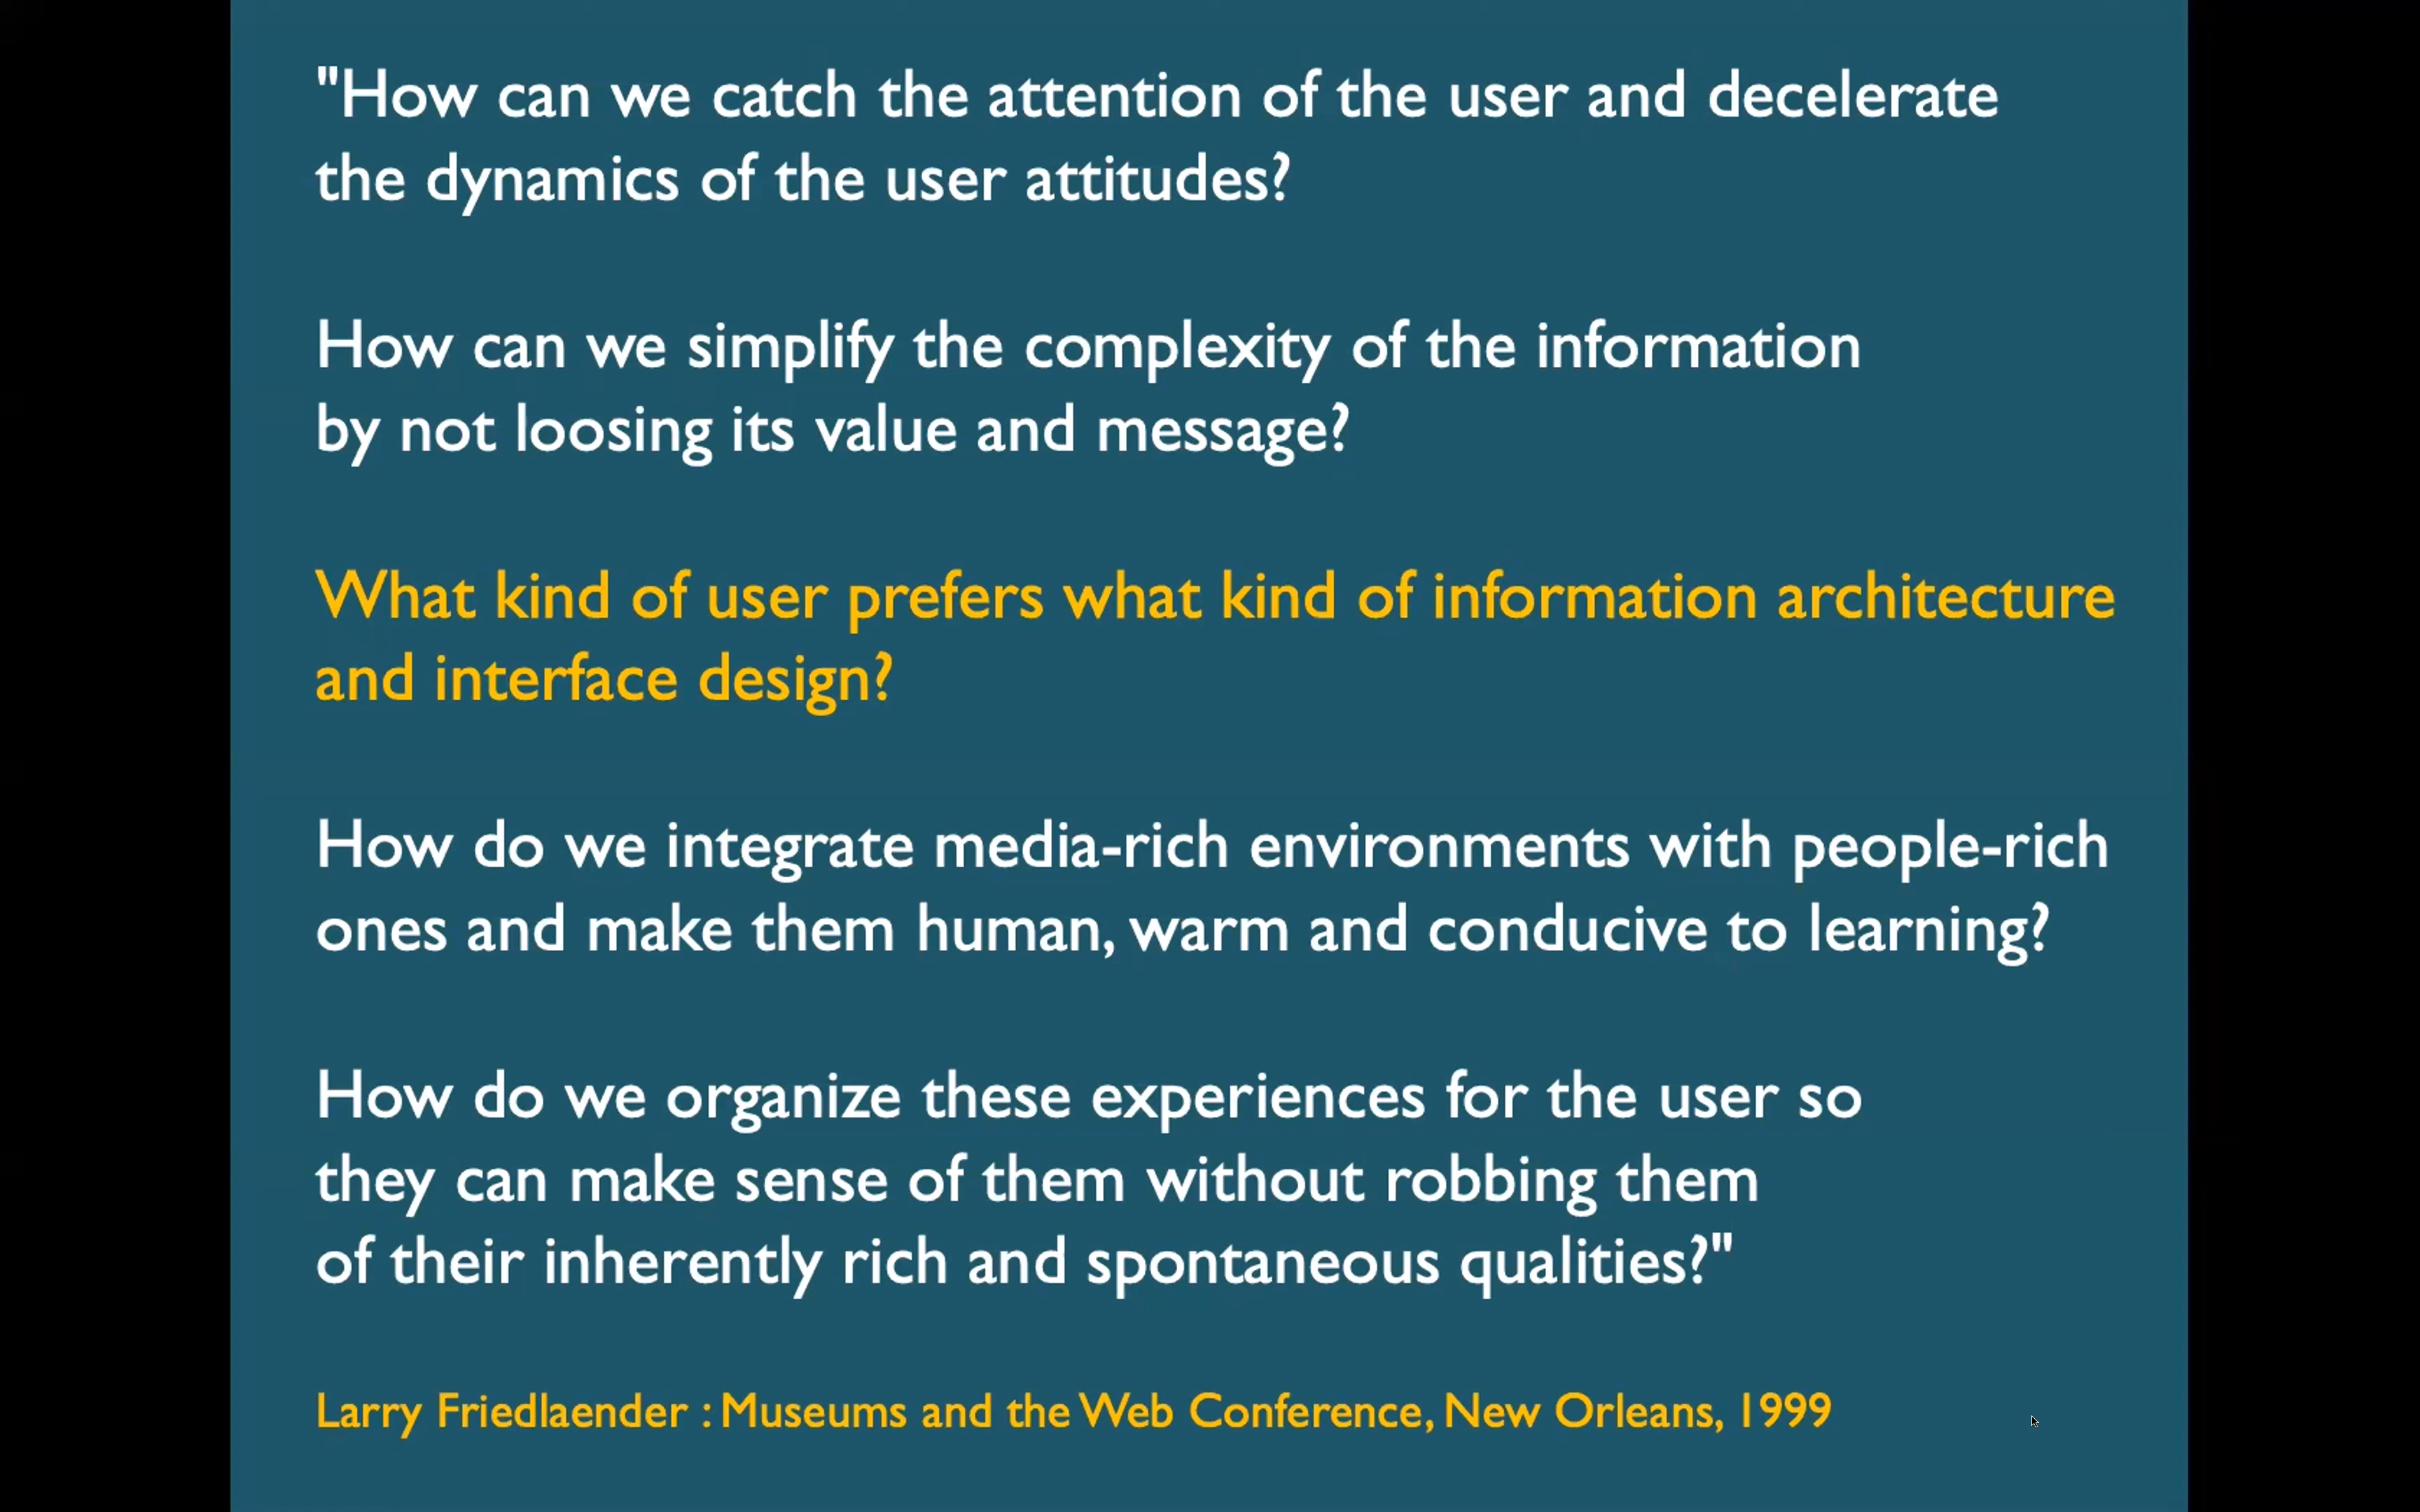 "How can we catch the attention of the user and decelerate
the dynamics of the user attitudes?
How can we simplify the complexity of the information
by not loosing its value and message?
What kind of user prefers what kind of information architecture
and interface design?
How do we integrate media-rich environments with people-rich
ones and make them human, warm and conducive to learning?
How do we organize these experiences for the user so
they can make sense of them without robbing them
of their inherently rich and spontaneous qualities?"
Larry Friedlaender : Museums and the Web Conference, New Orleans, 1999